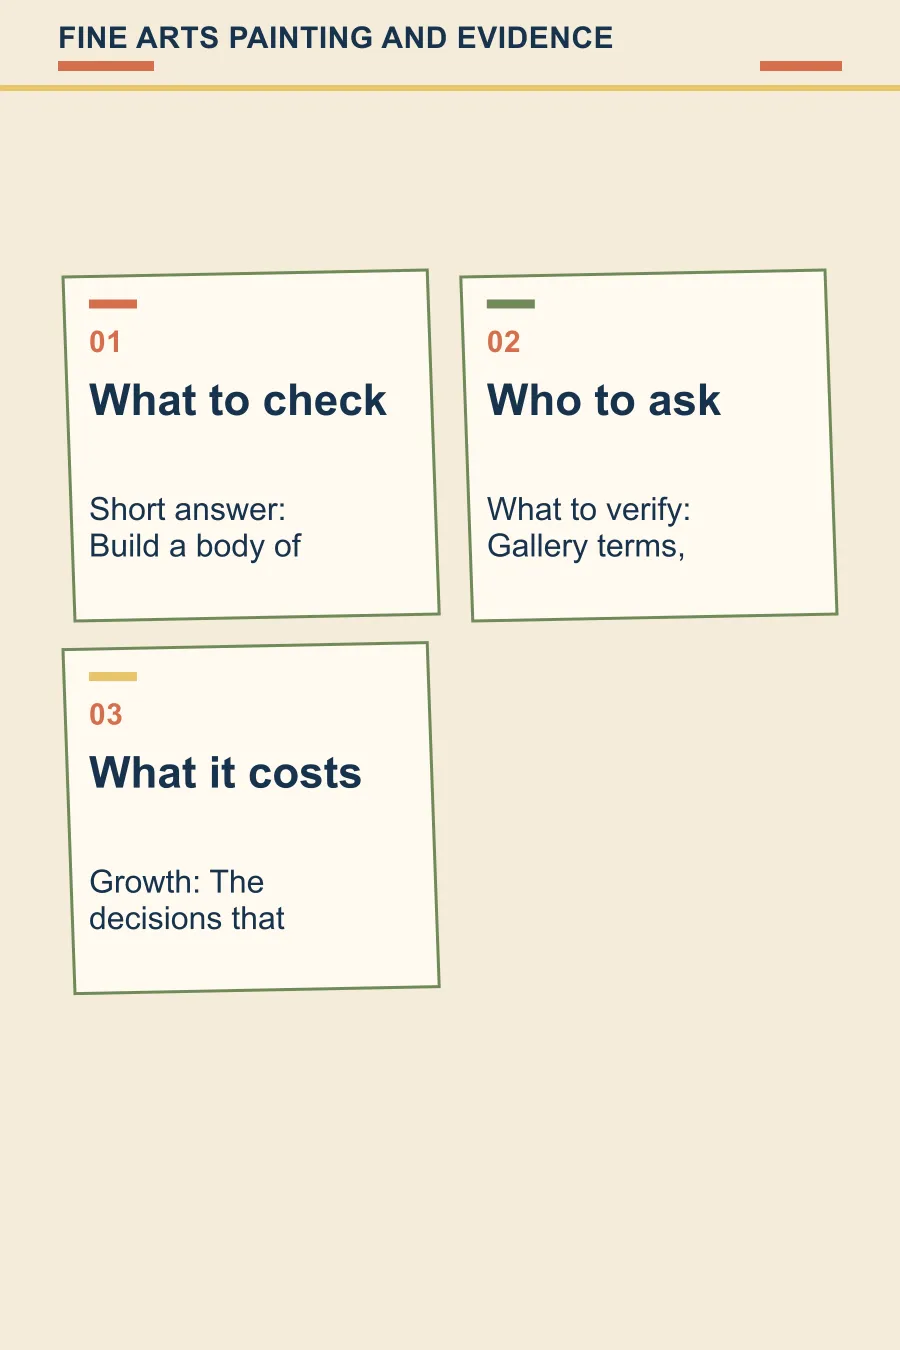 FINE ARTS PAINTING AND EVIDENCE
01
What to check
Short answer:
Build a body of
02
Who to ask
What to verify:
Gallery terms,
03
What it costs
Growth: The
decisions that